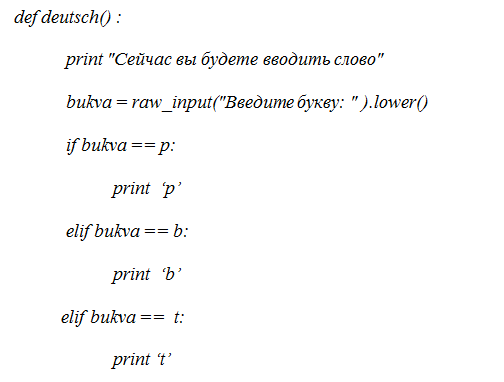 def deutsch() :
print "Сейчас вы будете вводить слово"
bukva = raw_input("Введите букву: " ).lower()
if bukva == p:
print ‘p’
elif bukva == b:
print ‘b’
elif bukva == t:
print ‘t’